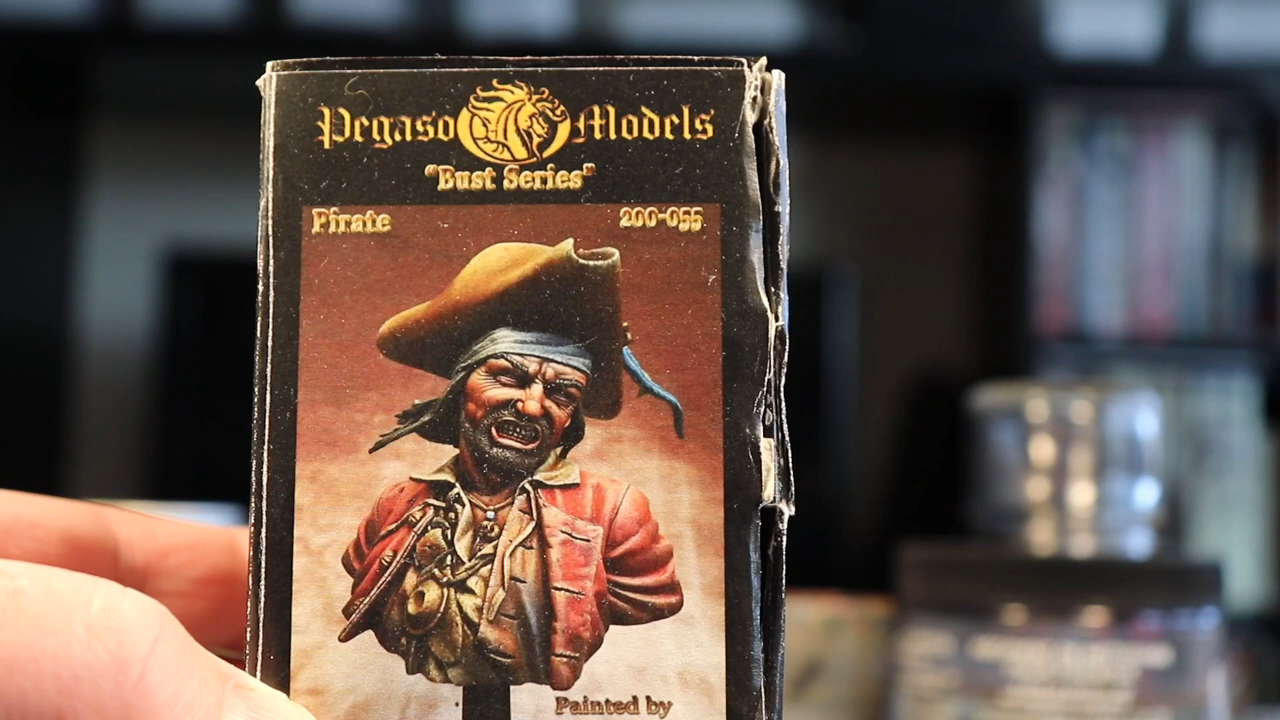 Pegaso Models
"Bust Series"
Pirate 200-055
Painted by